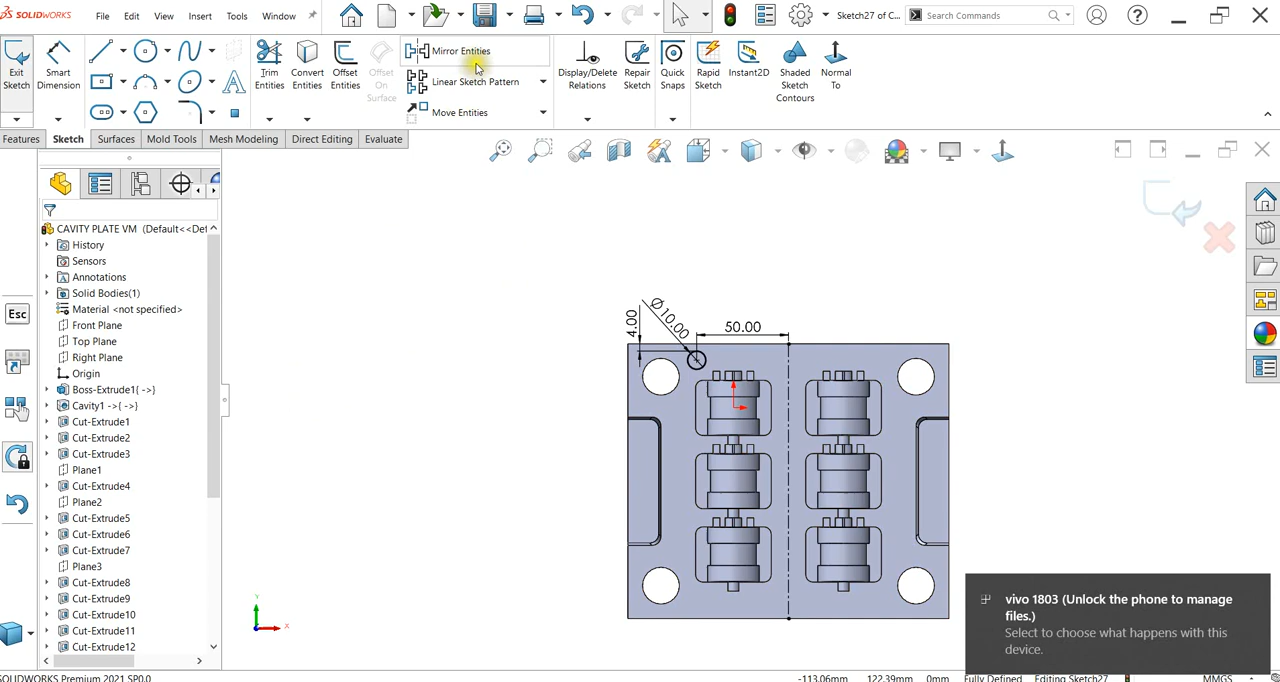 SOLIDWORKS
File
Edit
View
Insert
Tools
Window
Sketch27 of C...
Search Commands
Exit
Sketch
Smart
Dimension
Trim
Entities
Convert
Entities
Offset
Entities
Offset
On
Surface
Mirror Entities
Linear Sketch Pattern
Move Entities
Display/Delete
Relations
Repair
Sketch
Quick
Snaps
Rapid
Sketch
Instant2D
Shaded
Sketch
Contours
Normal
To
Features
Sketch
Surfaces
Mold Tools
Mesh Modeling
Direct Editing
Evaluate
CAVITY PLATE VM (Default<<Def
History
Sensors
Annotations
Solid Bodies(1)
Material <not specified>
Front Plane
Top Plane
Right Plane
Origin
Boss-Extrude1{ ->}
Cavity1 ->{ ->}
Cut-Extrude1
Cut-Extrude2
Cut-Extrude3
Plane1
Cut-Extrude4
Plane2
Cut-Extrude5
Cut-Extrude6
Cut-Extrude7
Plane3
Cut-Extrude8
Cut-Extrude9
Cut-Extrude10
Cut-Extrude11
Cut-Extrude12
Esc
4.00
Ø10.00
50.00
Y
X
vivo 1803 (Unlock the phone to manage
files.)
Select to choose what happens with this
device.
SOLIDWORKS Premium 2021 SP0.0
-113.06mm
122.39mm
0mm
Fully Defined
Editing Sketch27
MMGS